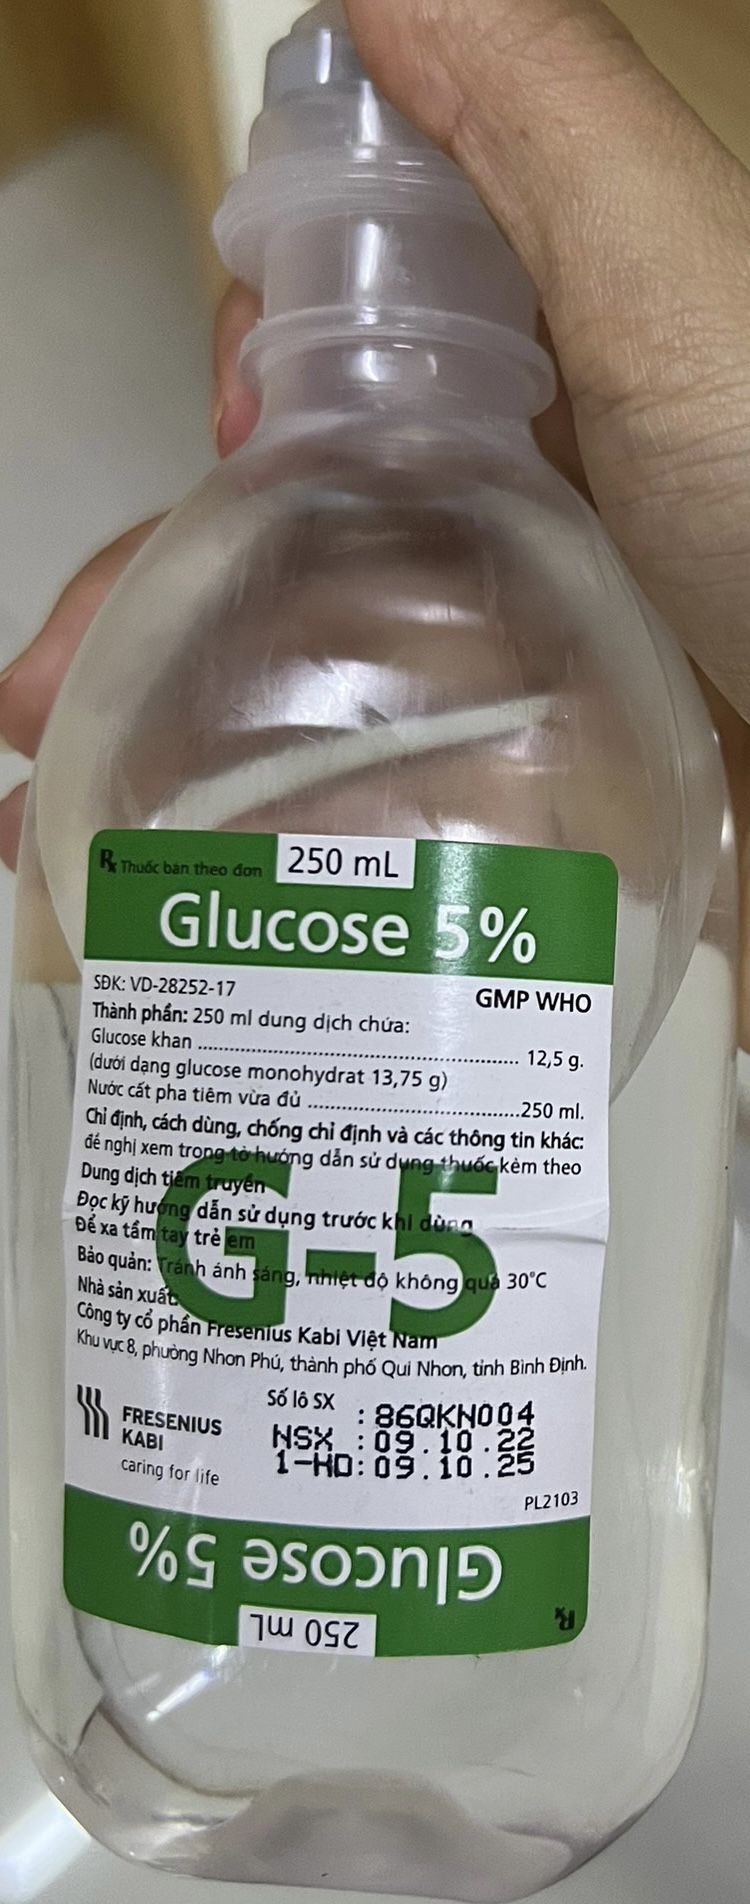 Rx Thuốc bán theo đơn
250 mL
Glucose 5%
SĐK: VD-28252-17
GMP WHO
Thành phần: 250 ml dung dịch chứa:
Glucose khan ........................................................ 12,5 g.
(dưới dạng glucose monohydrat 13,75 g)
Nước cất pha tiêm vừa đủ .....................................250 ml.
Chỉ định, cách dùng, chống chỉ định và các thông tin khác:
đề nghị xem trong tờ hướng dẫn sử dụng thuốc kèm theo
Dung dịch tiêm truyền
Đọc kỹ hướng dẫn sử dụng trước khi dùng
Để xa tầm tay trẻ em
Bảo quản: Tránh ánh sáng, nhiệt độ không quá 30°C
G-5
Nhà sản xuất:
Công ty cổ phần Fresenius Kabi Việt Nam
Khu vực 8, phường Nhơn Phú, thành phố Qui Nhơn, tỉnh Bình Định.
FRESENIUS
KABI
caring for life
Số lô SX : 86QKN004
NSX : 09.10.22
1-HD: 09.10.25
PL2103
Glucose 5%
250 mL
Rx